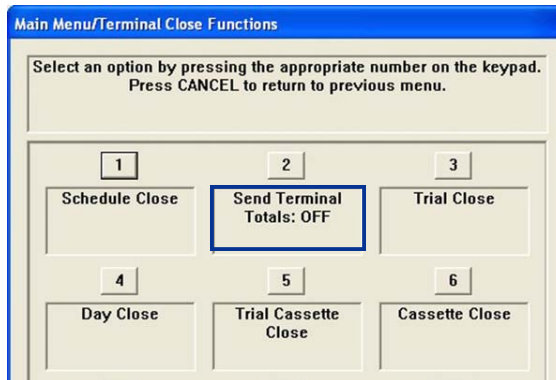 Main Menu/Terminal Close Functions
Select an option by pressing the appropriate number on the keypad.
Press CANCEL to return to previous menu.
1
2
3
Schedule Close
Send Terminal
Totals: OFF
Trial Close
4
5
6
Day Close
Trial Cassette
Close
Cassette Close